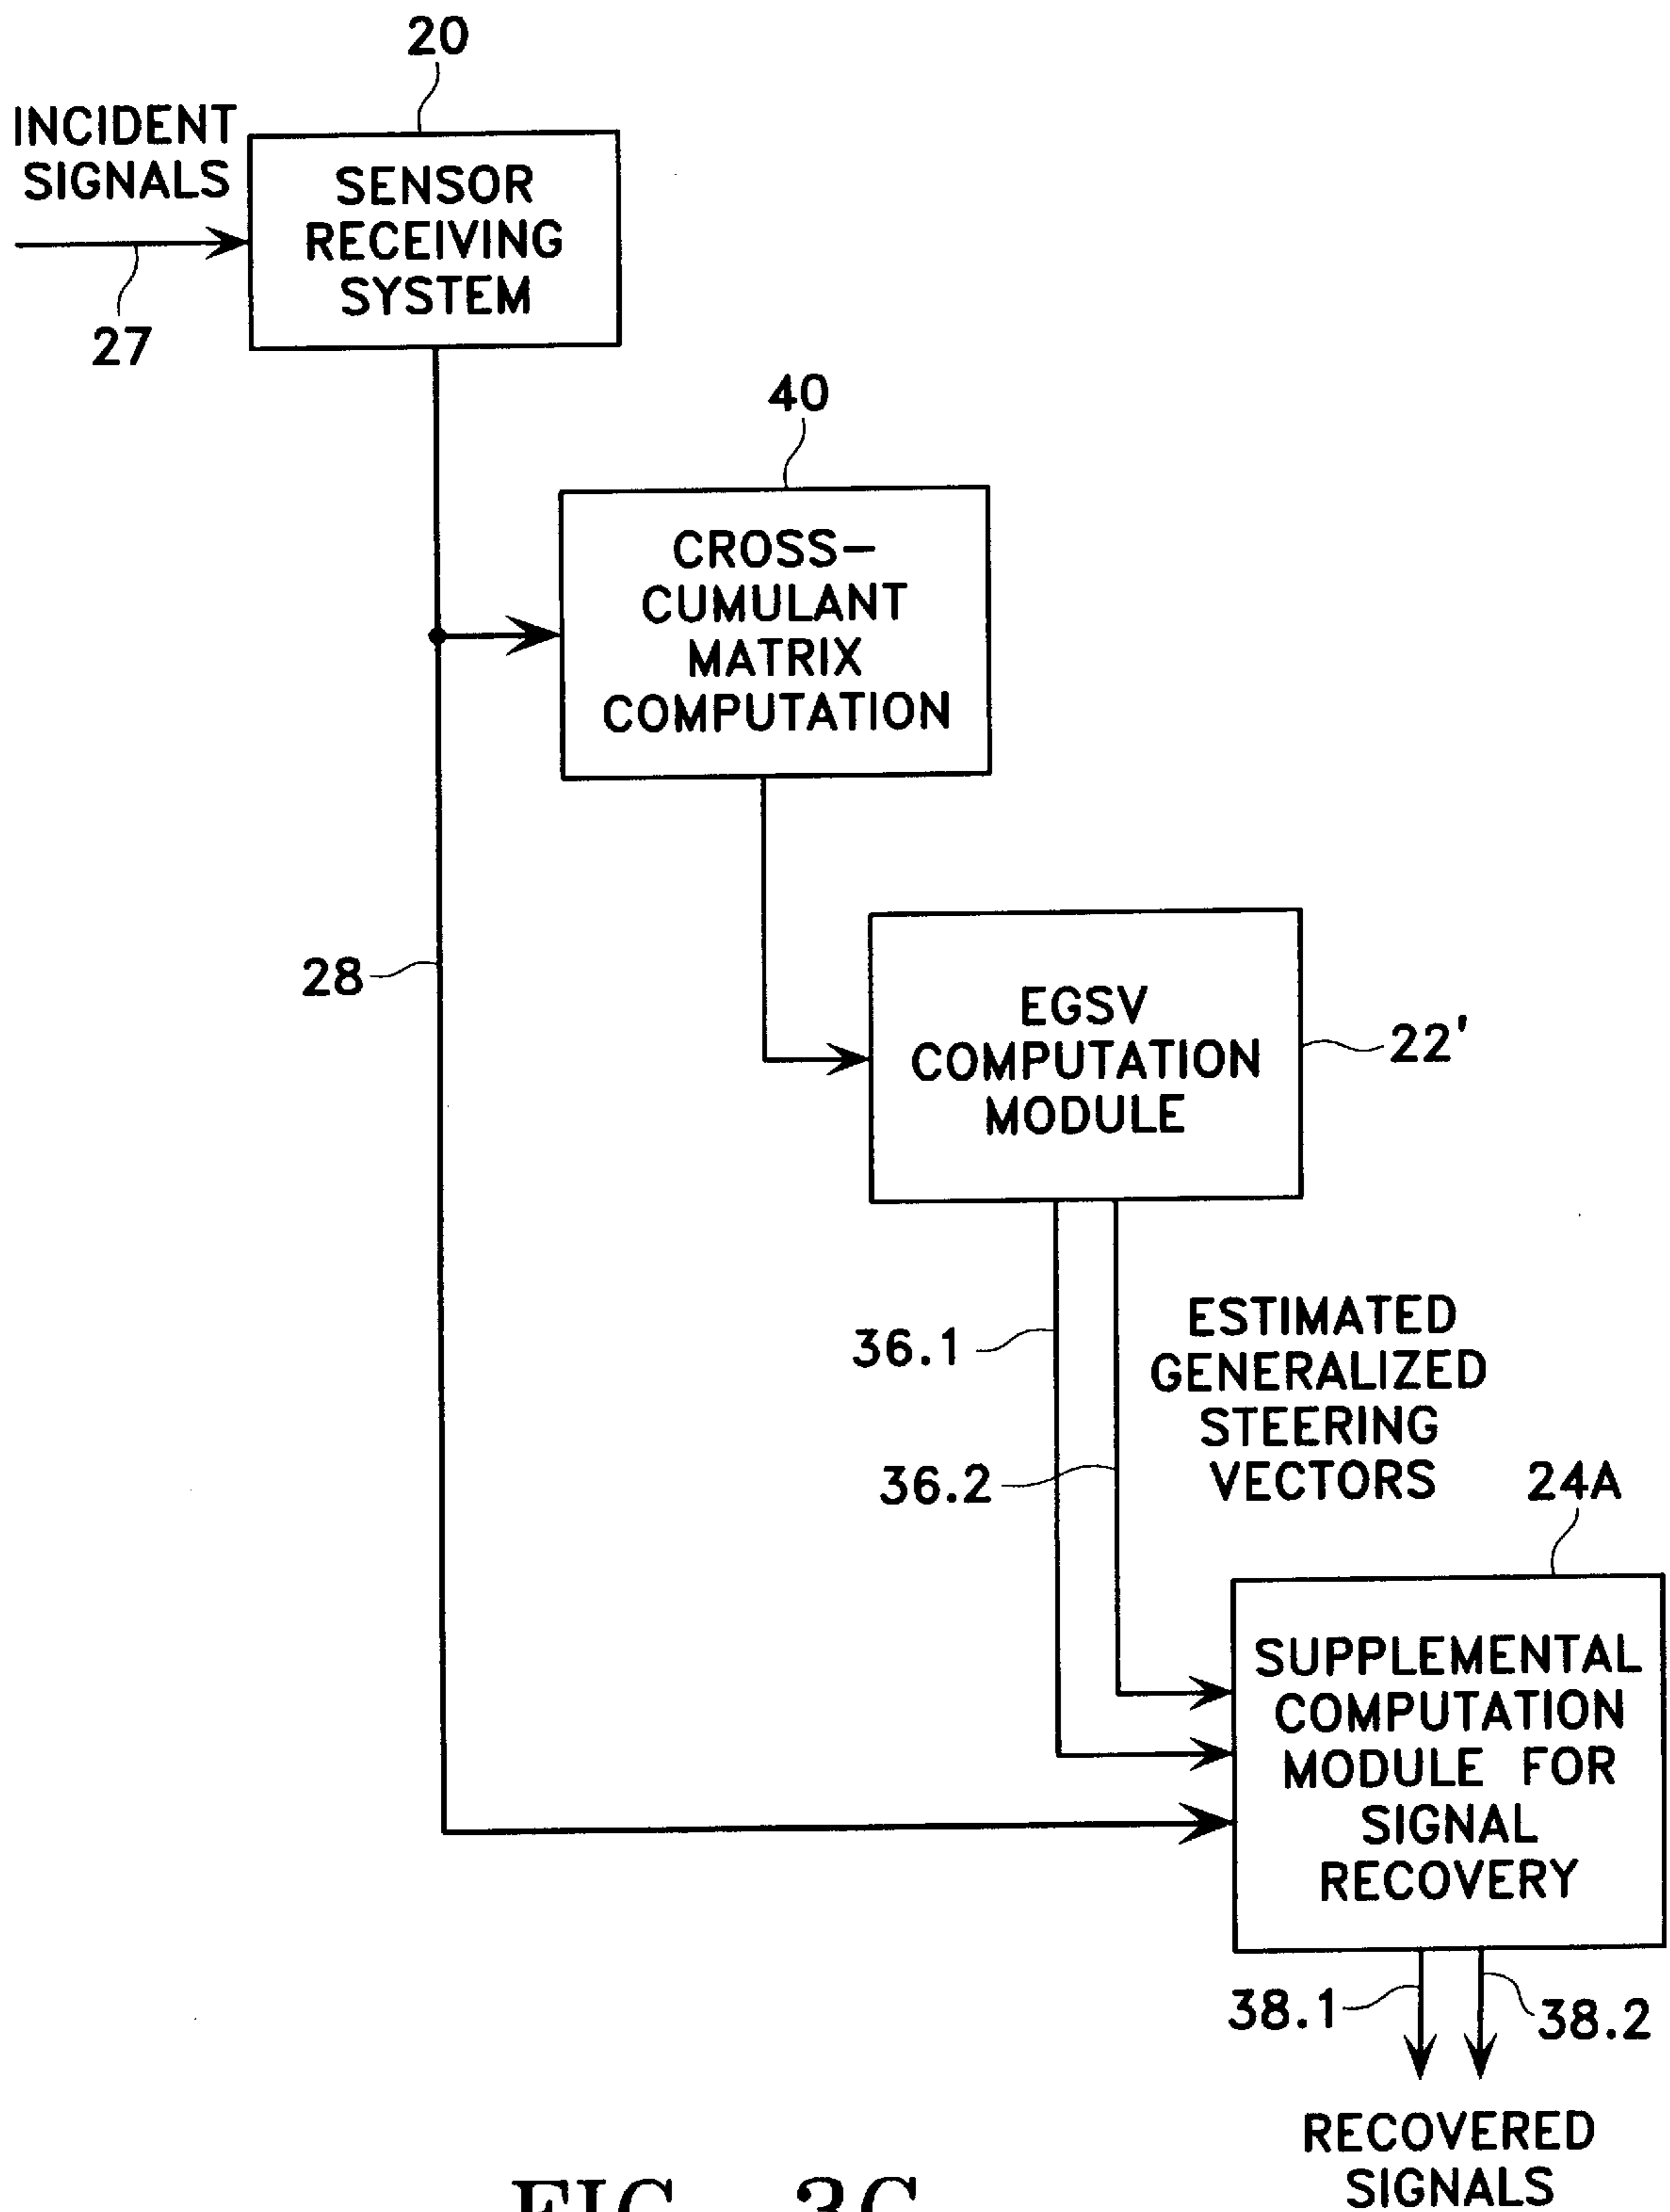 20
INCIDENT
SIGNALS
SENSOR
RECEIVING
SYSTEM
27
40
CROSS-
CUMULANT
MATRIX
COMPUTATION
28
EGSV
COMPUTATION
MODULE
22'
36.1
ESTIMATED
GENERALIZED
STEERING
VECTORS
36.2
24A
SUPPLEMENTAL
COMPUTATION
MODULE FOR
SIGNAL
RECOVERY
38.1
38.2
RECOVERED
SIGNALS
FIG. 3C